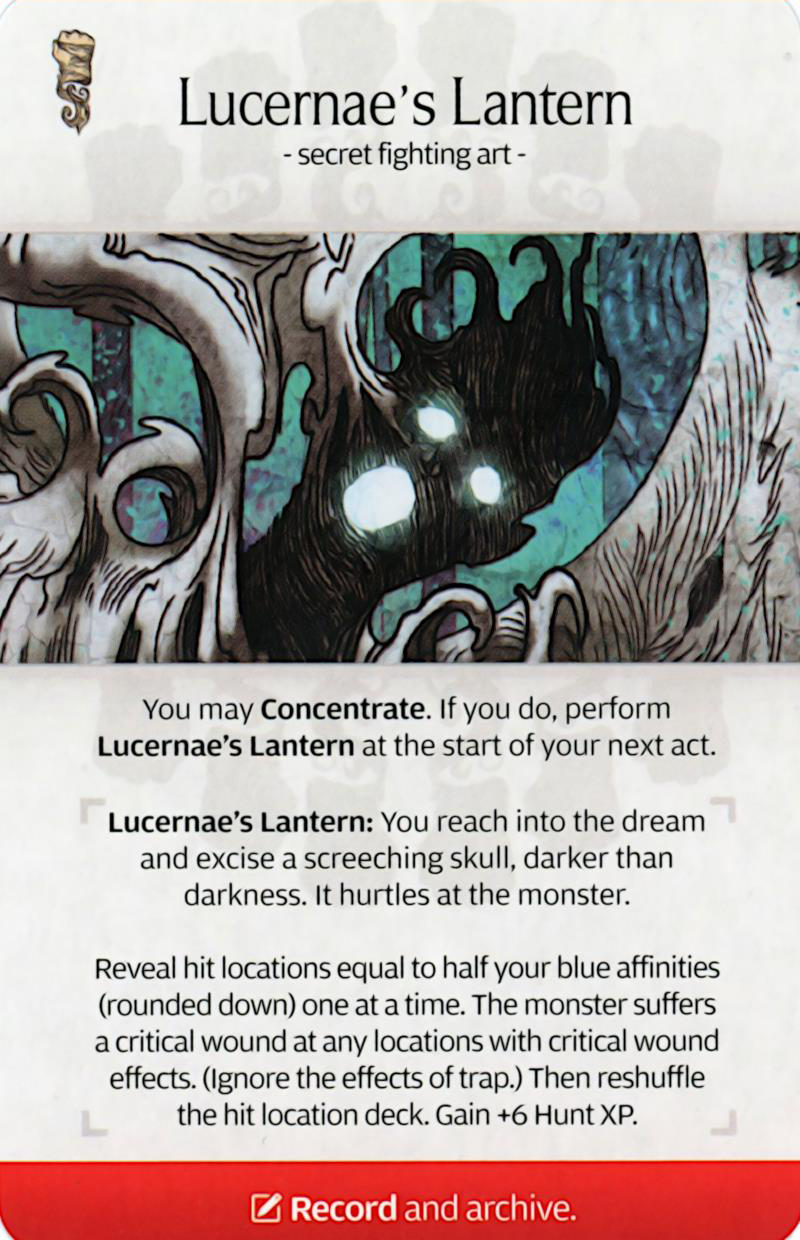 Lucernae's Lantern
- secret fighting art -
You may Concentrate. If you do, perform
Lucernae's Lantern at the start of your next act.
Lucernae's Lantern: You reach into the dream
and excise a screeching skull, darker than
darkness. It hurtles at the monster.
Reveal hit locations equal to half your blue affinities
(rounded down) one at a time. The monster suffers
a critical wound at any locations with critical wound
effects. (Ignore the effects of trap.) Then reshuffle
the hit location deck. Gain +6 Hunt XP.
Record and archive.